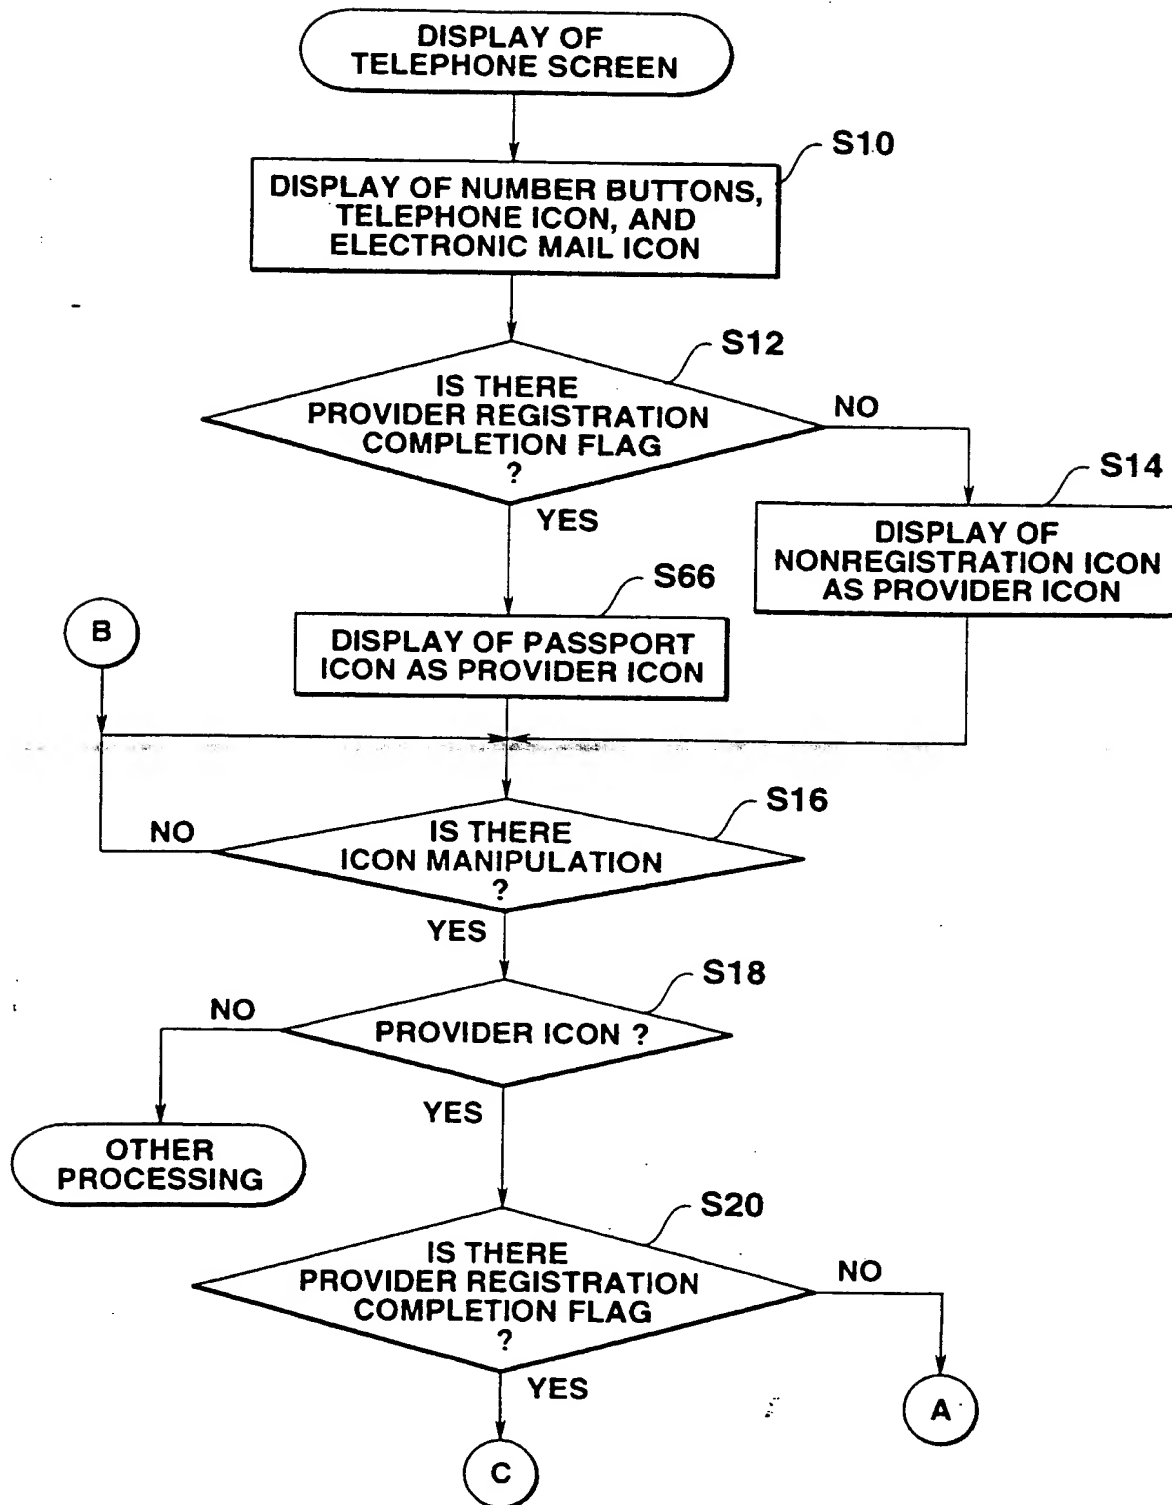 DISPLAY OF
TELEPHONE SCREEN
S10
DISPLAY OF NUMBER BUTTONS,
TELEPHONE ICON, AND
ELECTRONIC MAIL ICON
S12
IS THERE
PROVIDER REGISTRATION
COMPLETION FLAG
?
NO
YES
S14
DISPLAY OF
NONREGISTRATION ICON
AS PROVIDER ICON
S66
DISPLAY OF PASSPORT
ICON AS PROVIDER ICON
B
S16
IS THERE
ICON MANIPULATION
?
NO
YES
S18
PROVIDER ICON ?
NO
YES
OTHER
PROCESSING
S20
IS THERE
PROVIDER REGISTRATION
COMPLETION FLAG
?
NO
YES
A
C